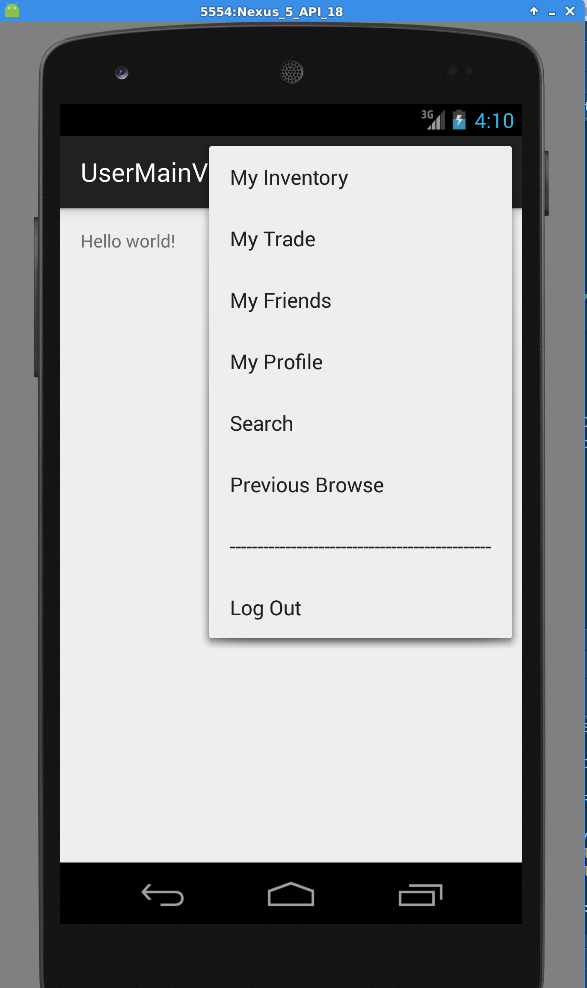 5554:Nexus_5_API_18
3G
4:10
UserMainV
My Inventory
Hello world!
My Trade
My Friends
My Profile
Search
Previous Browse
-----------------------------------------------
Log Out